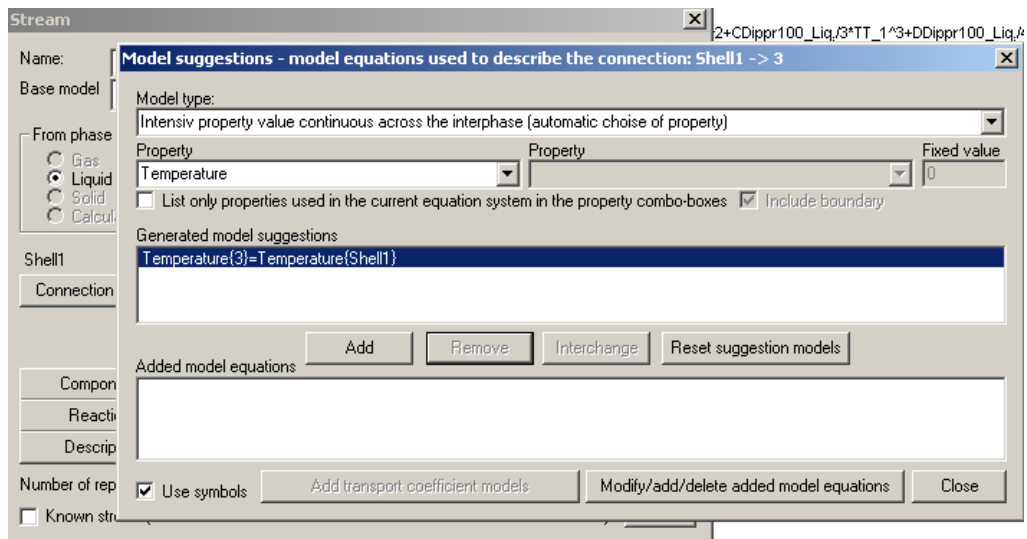 Stream
2+CDippr100_Liq,/3*TT_1^3+DDippr100_Liq,/4
Name:
Model suggestions - model equations used to describe the connection: Shell1 -> 3
Base model
Model type:
Intensiv property value continuous across the interphase (automatic choise of property)
From phase
Property Property Fixed value
Gas
Temperature 0
Liquid
Solid
List only properties used in the current equation system in the property combo-boxes Include boundary
Calcul
Generated model suggestions
Shell1
Temperature{3}=Temperature{Shell1}
Connection
Add Remove Interchange Reset suggestion models
Added model equations
Compon
Reacti
Descrip
Number of rep
Use symbols Add transport coefficient models Modify/add/delete added model equations Close
Known stre